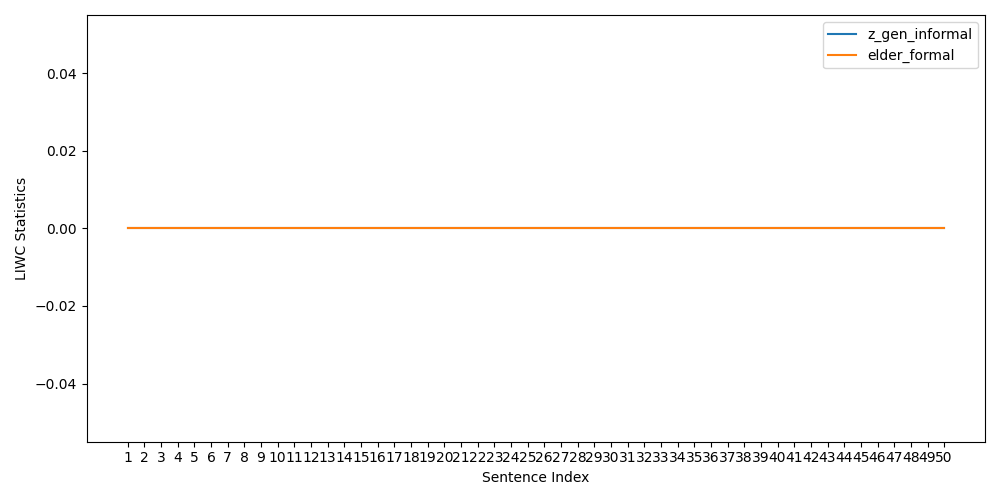 z_gen_informal
elder_formal
0.04
0.02
0.00
−0.02
−0.04
LIWC Statistics
1 2 3 4 5 6 7 8 9 10 11 12 13 14 15 16 17 18 19 20 21 22 23 24 25 26 27 28 29 30 31 32 33 34 35 36 37 38 39 40 41 42 43 44 45 46 47 48 49 50
Sentence Index